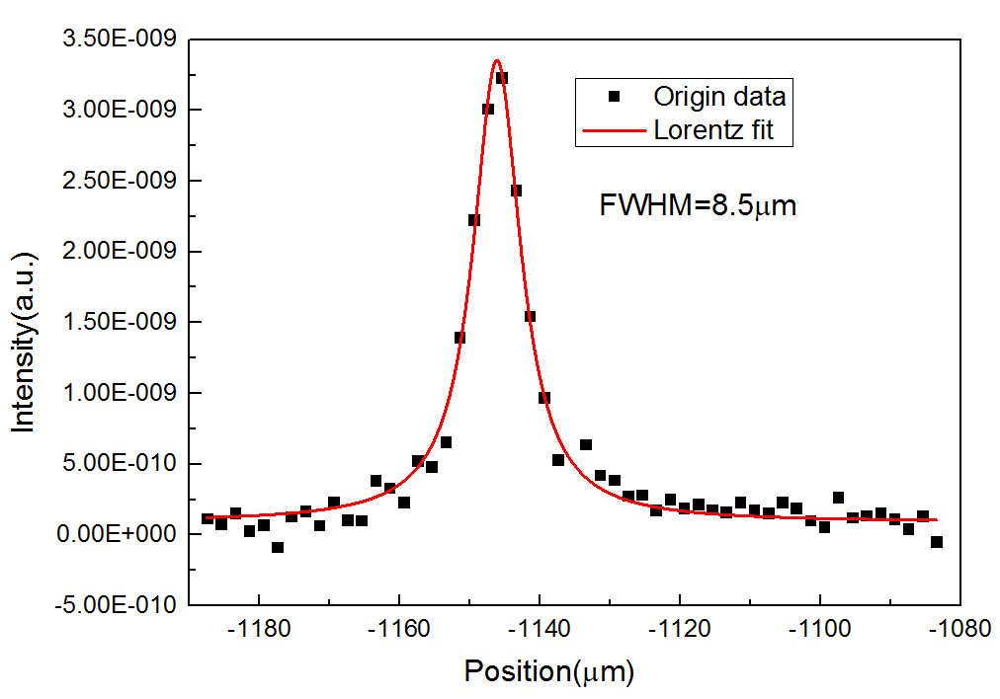 3.50E-009
3.00E-009
2.50E-009
2.00E-009
1.50E-009
1.00E-009
5.00E-010
0.00E+000
-5.00E-010
Intensity(a.u.)
Origin data
Lorentz fit
FWHM=8.5μm
-1180
-1160
-1140
-1120
-1100
-1080
Position(μm)